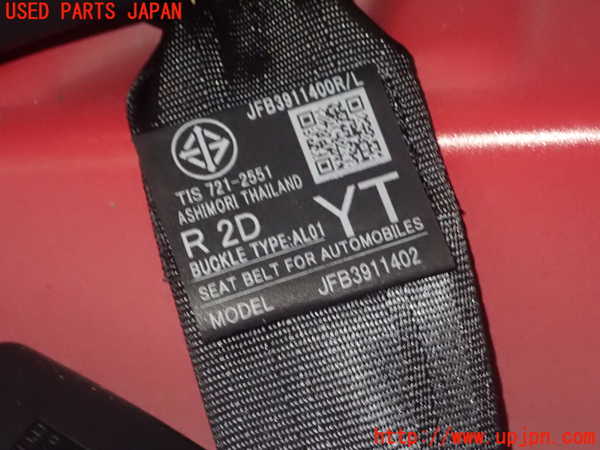 USED PARTS JAPAN
JFB3911400R/L
TIS 721-2551
ASHIMORI THAILAND
R 2D YT
BUCKLE TYPE:AL01
SEAT BELT FOR AUTOMOBILES
MODEL JFB3911402
http://www.upjpn.com/